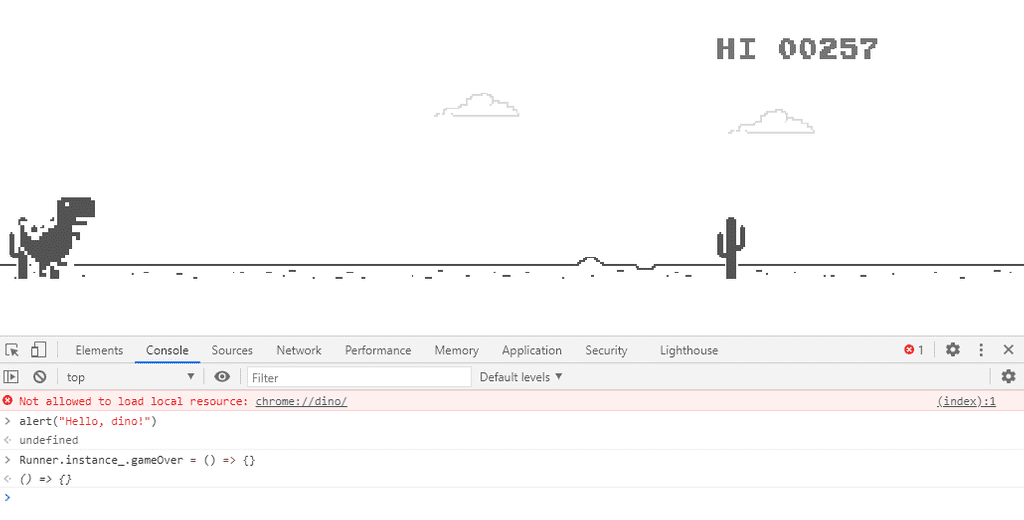 HI 00257
Elements Console Sources Network Performance Memory Application Security Lighthouse 1
top Filter Default levels
Not allowed to load local resource: chrome://dino/ (index):1
alert("Hello, dino!")
undefined
Runner.instance_.gameOver = () => {}
() => {}